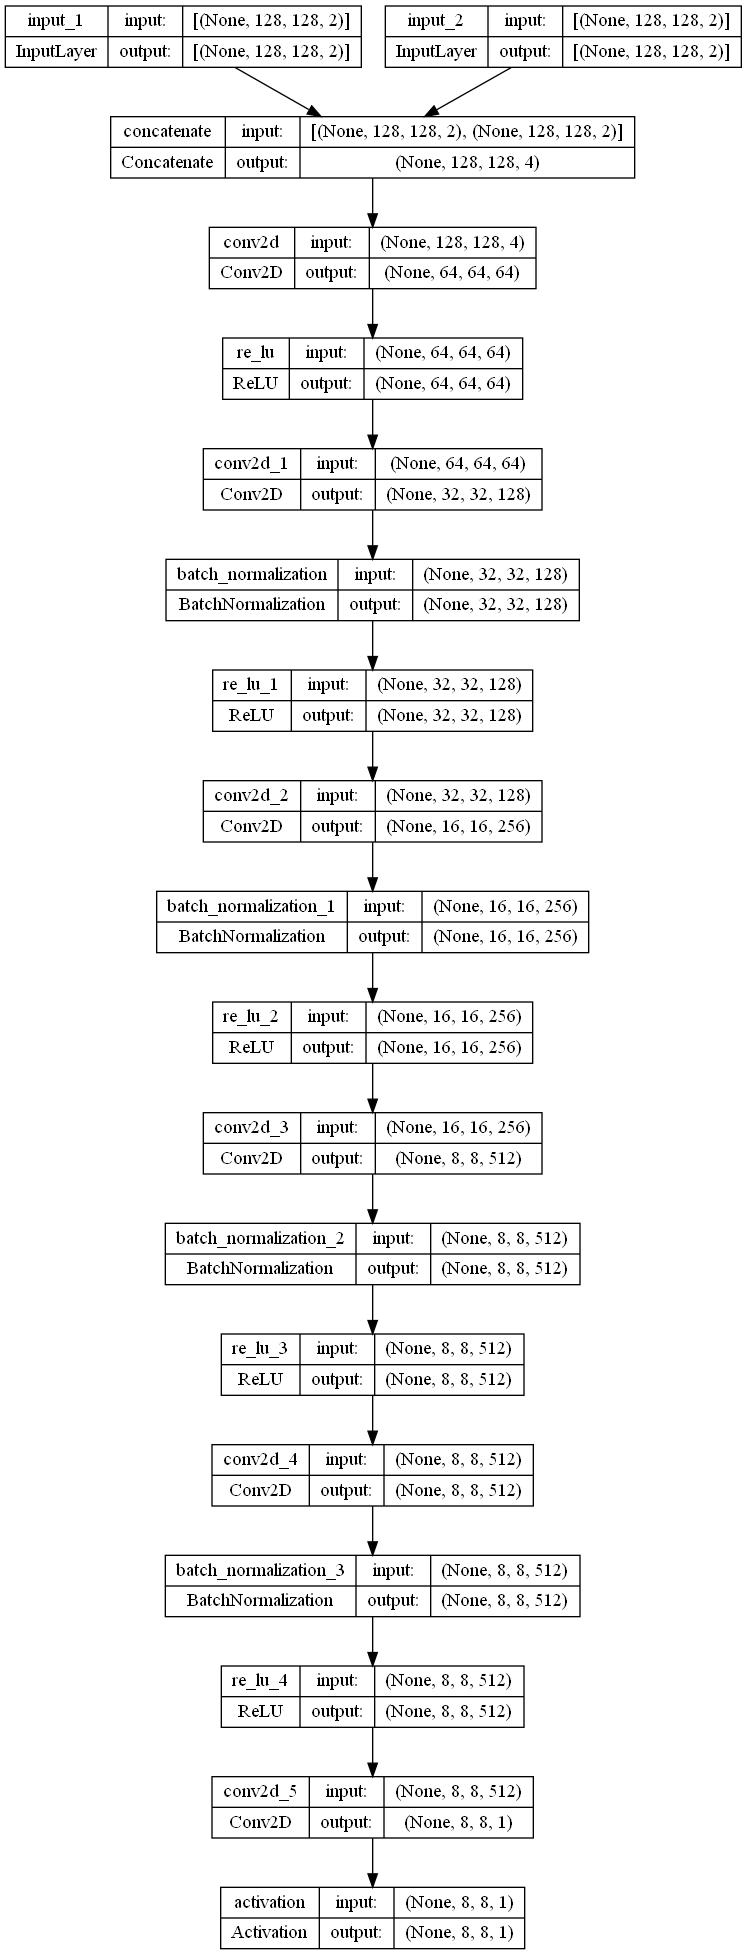 input_1 input: [(None, 128, 128, 2)] input_2 input: [(None, 128, 128, 2)]
InputLayer output: [(None, 128, 128, 2)] InputLayer output: [(None, 128, 128, 2)]
concatenate input: [(None, 128, 128, 2), (None, 128, 128, 2)]
Concatenate output: (None, 128, 128, 4)
conv2d input: (None, 128, 128, 4)
Conv2D output: (None, 64, 64, 64)
re_lu input: (None, 64, 64, 64)
ReLU output: (None, 64, 64, 64)
conv2d_1 input: (None, 64, 64, 64)
Conv2D output: (None, 32, 32, 128)
batch_normalization input: (None, 32, 32, 128)
BatchNormalization output: (None, 32, 32, 128)
re_lu_1 input: (None, 32, 32, 128)
ReLU output: (None, 32, 32, 128)
conv2d_2 input: (None, 32, 32, 128)
Conv2D output: (None, 16, 16, 256)
batch_normalization_1 input: (None, 16, 16, 256)
BatchNormalization output: (None, 16, 16, 256)
re_lu_2 input: (None, 16, 16, 256)
ReLU output: (None, 16, 16, 256)
conv2d_3 input: (None, 16, 16, 256)
Conv2D output: (None, 8, 8, 512)
batch_normalization_2 input: (None, 8, 8, 512)
BatchNormalization output: (None, 8, 8, 512)
re_lu_3 input: (None, 8, 8, 512)
ReLU output: (None, 8, 8, 512)
conv2d_4 input: (None, 8, 8, 512)
Conv2D output: (None, 8, 8, 512)
batch_normalization_3 input: (None, 8, 8, 512)
BatchNormalization output: (None, 8, 8, 512)
re_lu_4 input: (None, 8, 8, 512)
ReLU output: (None, 8, 8, 512)
conv2d_5 input: (None, 8, 8, 512)
Conv2D output: (None, 8, 8, 1)
activation input: (None, 8, 8, 1)
Activation output: (None, 8, 8, 1)